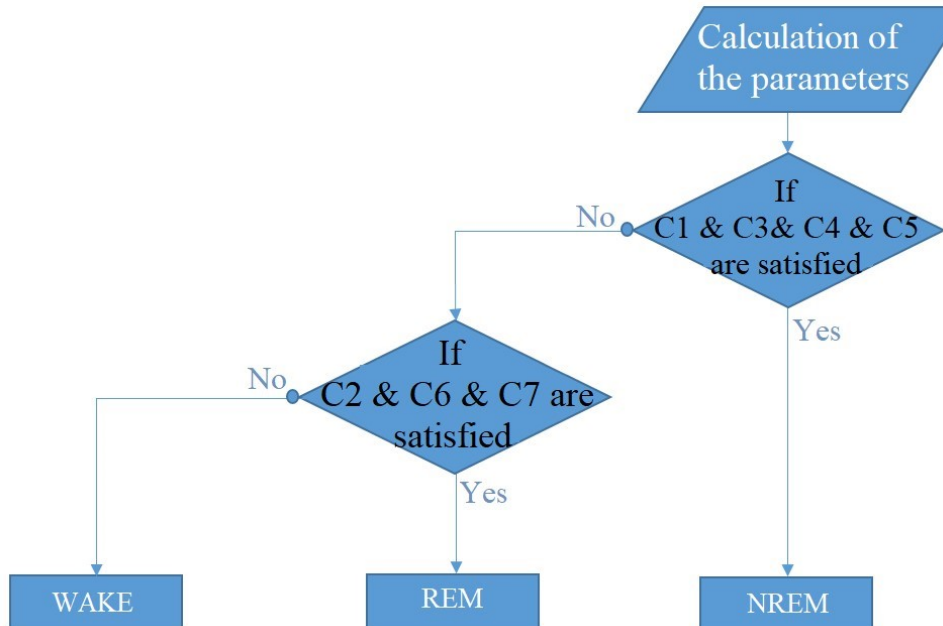 Calculation of
the parameters
If
C1 & C3& C4 & C5
are satisfied
No
Yes
If
C2 & C6 & C7 are
satisfied
No
Yes
WAKE
REM
NREM